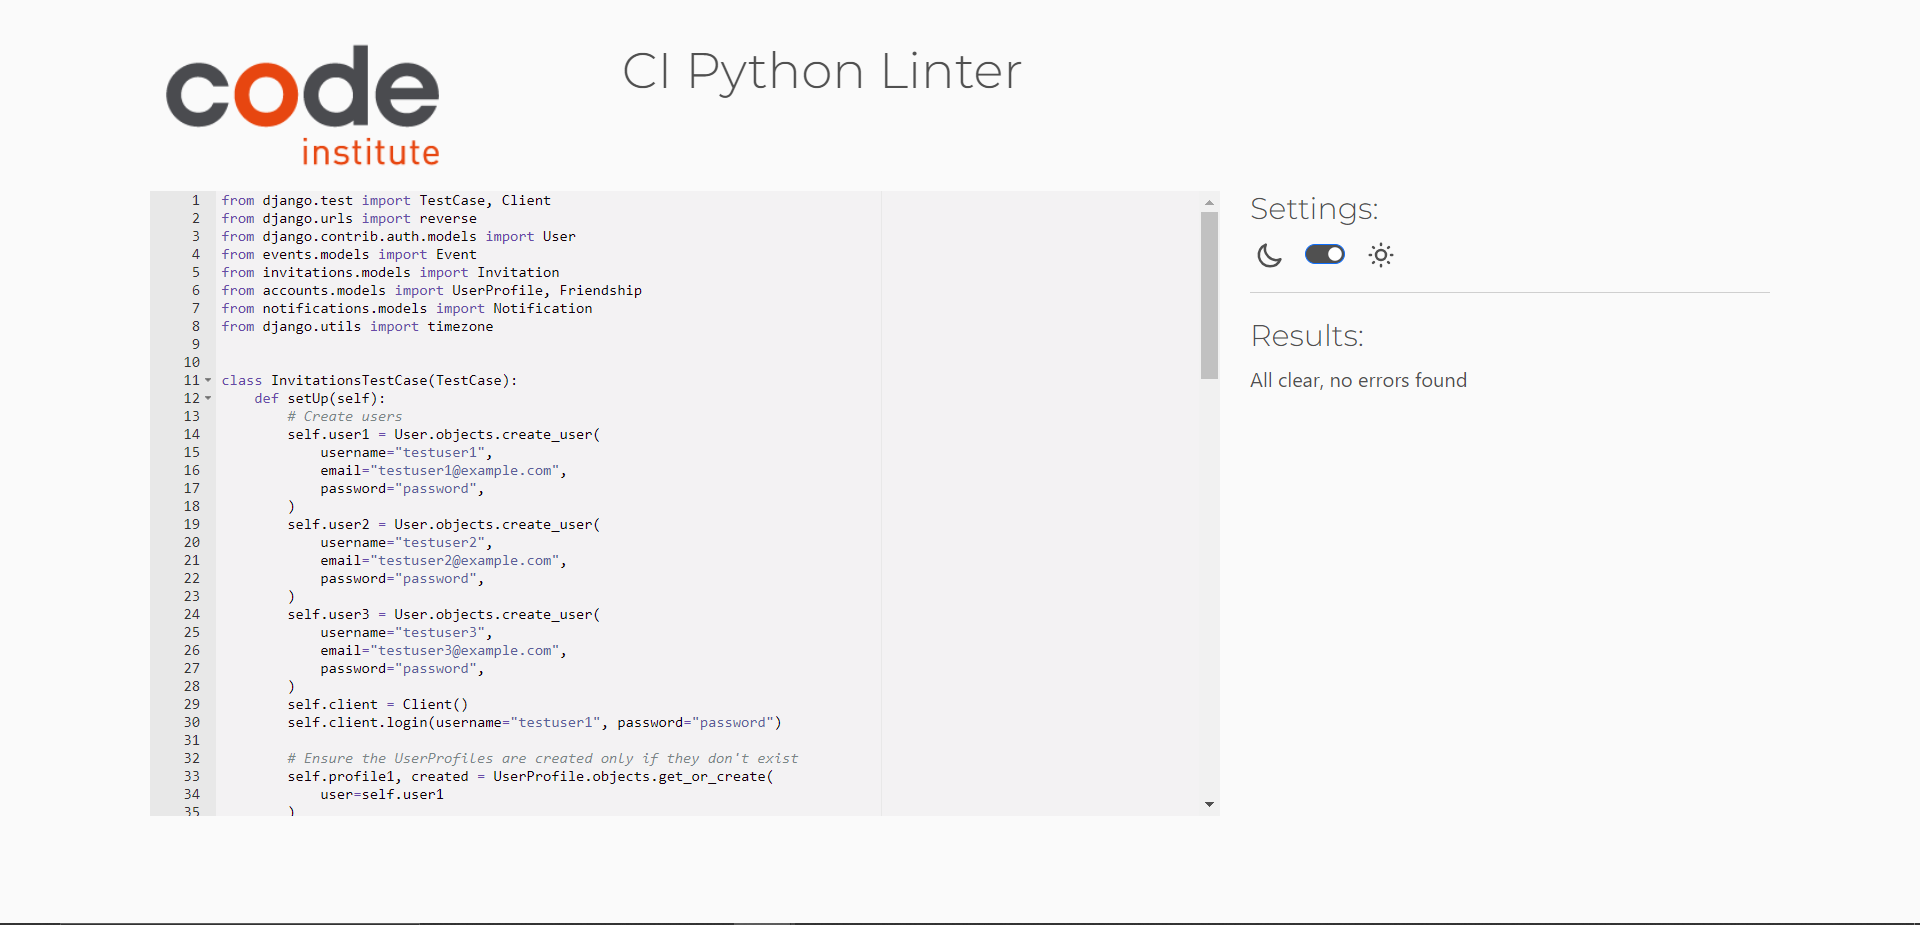 code
institute
CI Python Linter
1 from django.test import TestCase, Client
2 from django.urls import reverse
3 from django.contrib.auth.models import User
4 from events.models import Event
5 from invitations.models import Invitation
6 from accounts.models import UserProfile, Friendship
7 from notifications.models import Notification
8 from django.utils import timezone
9
10
11 class InvitationsTestCase(TestCase):
12     def setUp(self):
13         # Create users
14         self.user1 = User.objects.create_user(
15             username="testuser1",
16             email="testuser1@example.com",
17             password="password",
18         )
19         self.user2 = User.objects.create_user(
20             username="testuser2",
21             email="testuser2@example.com",
22             password="password",
23         )
24         self.user3 = User.objects.create_user(
25             username="testuser3",
26             email="testuser3@example.com",
27             password="password",
28         )
29         self.client = Client()
30         self.client.login(username="testuser1", password="password")
31
32         # Ensure the UserProfiles are created only if they don't exist
33         self.profile1, created = UserProfile.objects.get_or_create(
34             user=self.user1
35         )
Settings:
Results:
All clear, no errors found